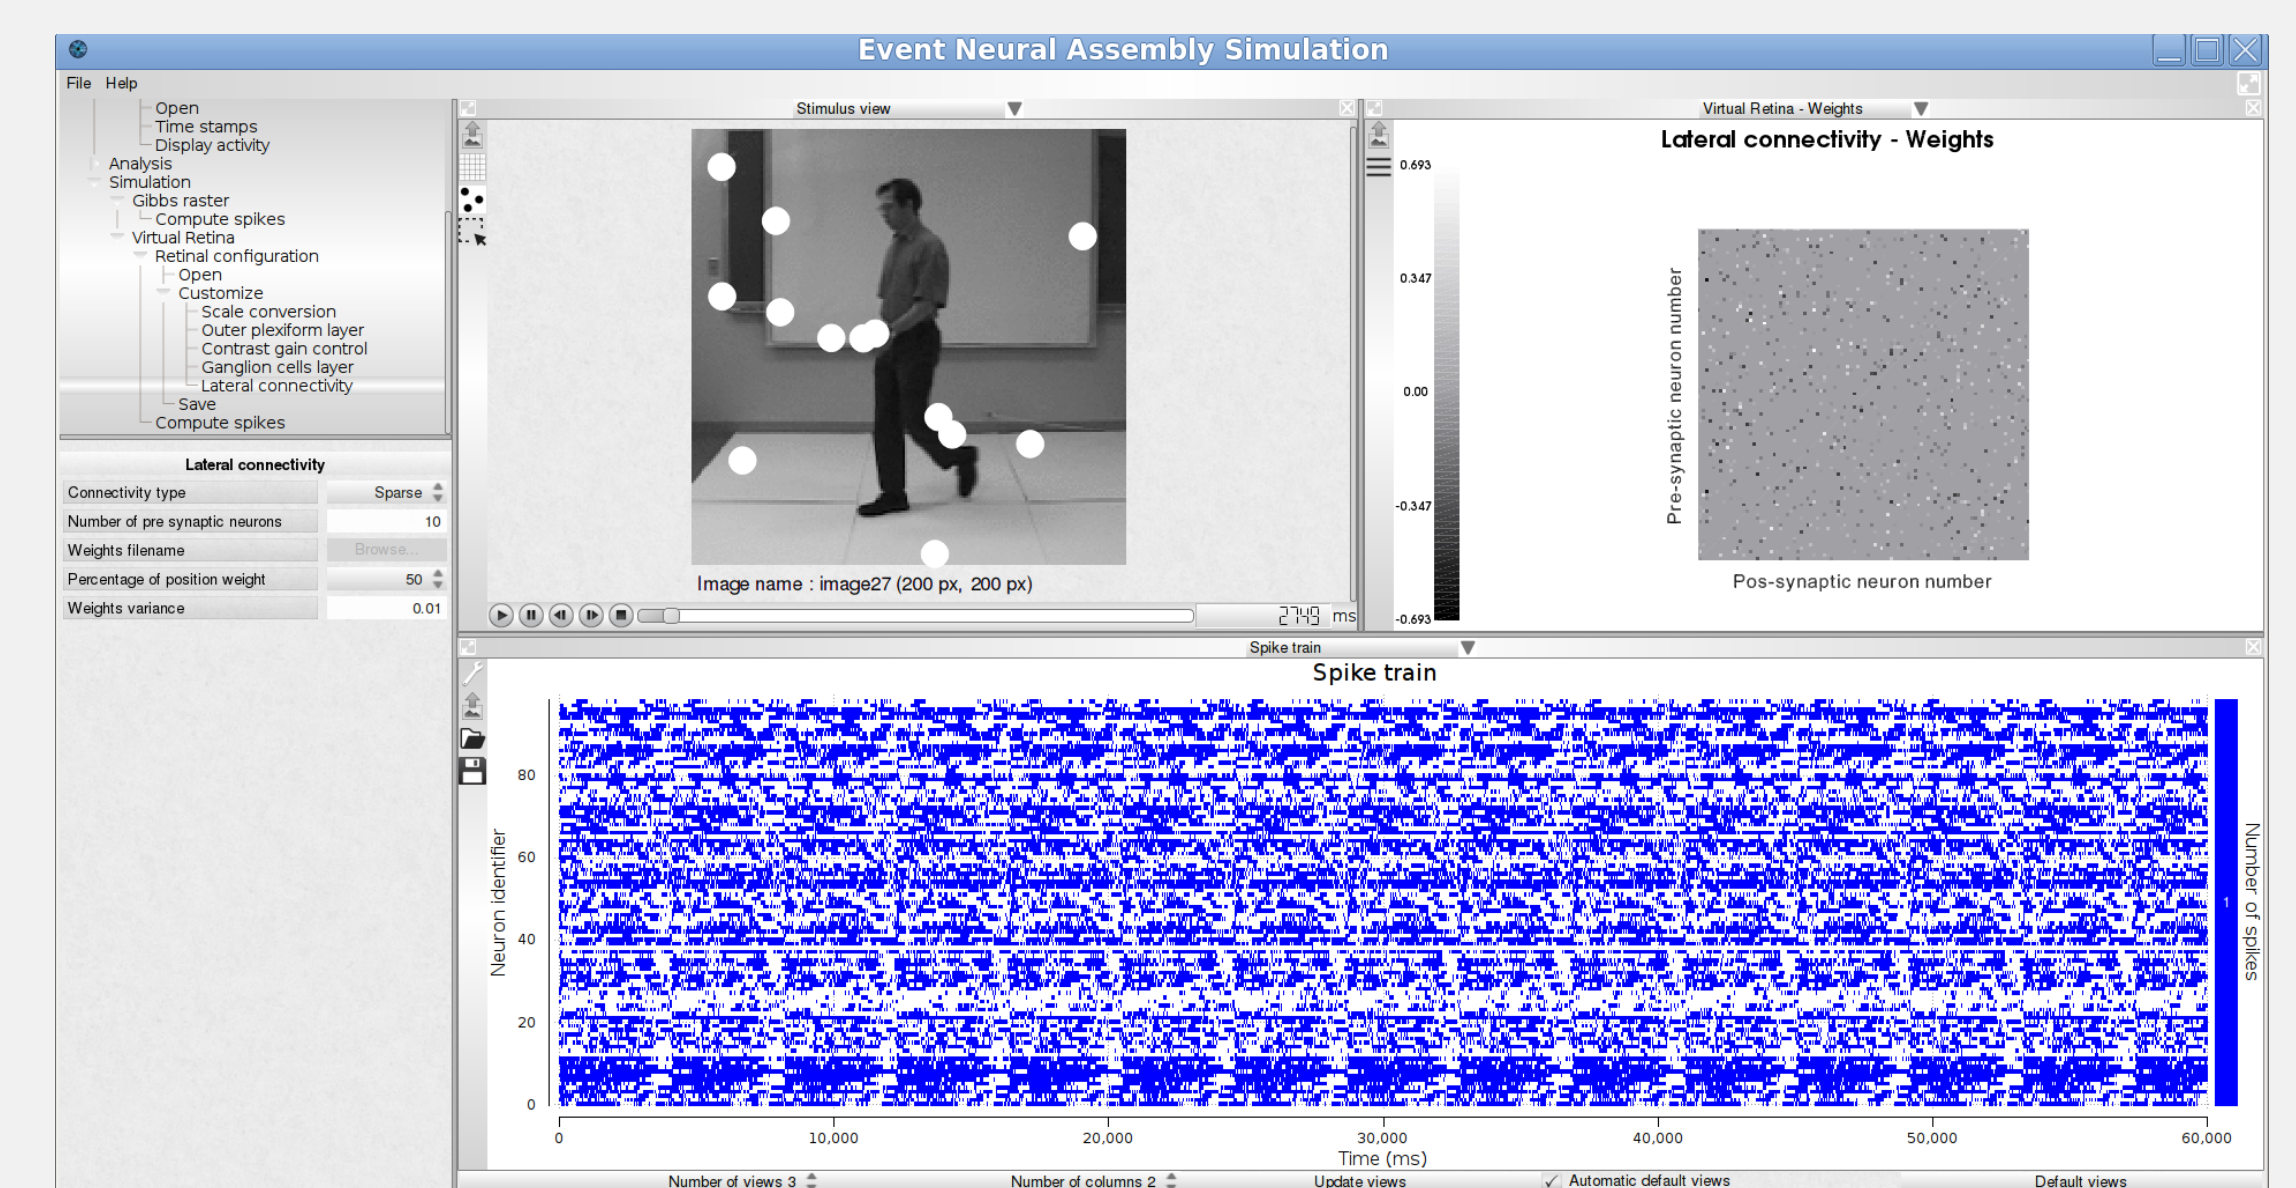 Event Neural Assembly Simulation
File Help
Open
Time stamps
Display activity
Analysis
Simulation
Gibbs raster
Compute spikes
Virtual Retina
Retinal configuration
Open
Customize
Scale conversion
Outer plexiform layer
Contrast gain control
Ganglion cells layer
Lateral connectivity
Save
Compute spikes
Lateral connectivity
Connectivity type Sparse
Number of pre synaptic neurons 10
Weights filename Browse...
Percentage of position weight 50
Weights variance 0.01
Stimulus view
Image name : image27 (200 px, 200 px)
2749 ms
Virtual Retina - Weights
Lateral connectivity - Weights
0.693
0.347
0.00
-0.347
-0.693
Pre-synaptic neuron number
Pos-synaptic neuron number
Spike train
Spike train
Neuron identifier
80
60
40
20
0
0 10,000 20,000 30,000 40,000 50,000 60,000
Time (ms)
1
Number of spikes
Number of views 3 Number of columns 2 Update views Automatic default views Default views